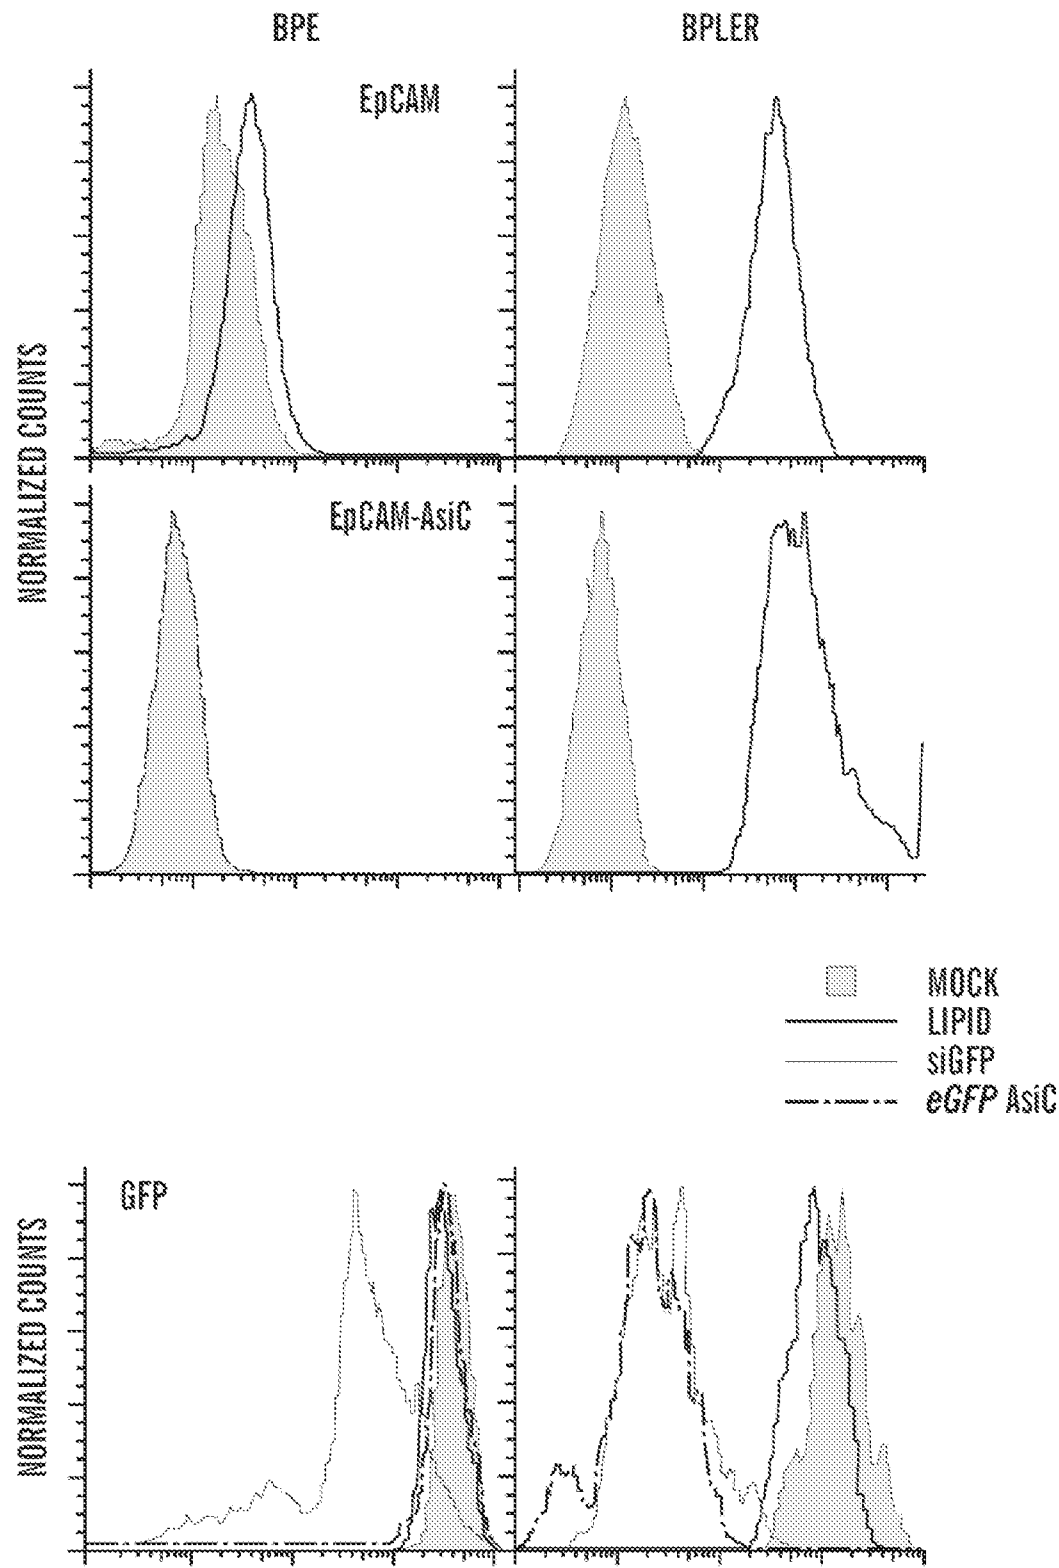 BPE
BPLER
EpCAM
EpCAM-AsiC
NORMALIZED COUNTS
MOCK
LIPID
siGFP
eGFP AsiC
GFP
NORMALIZED COUNTS